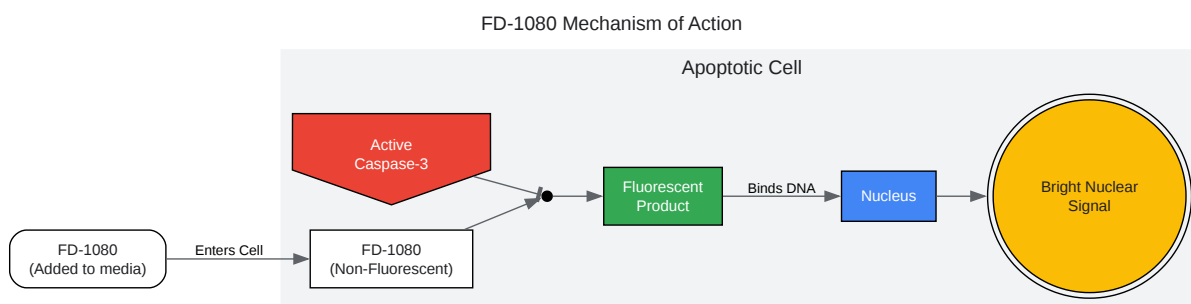 FD-1080 Mechanism of Action
Apoptotic Cell
Active
Caspase-3
Fluorescent
Product
Binds DNA
Nucleus
Bright Nuclear
Signal
FD-1080
(Added to media)
Enters Cell
FD-1080
(Non-Fluorescent)